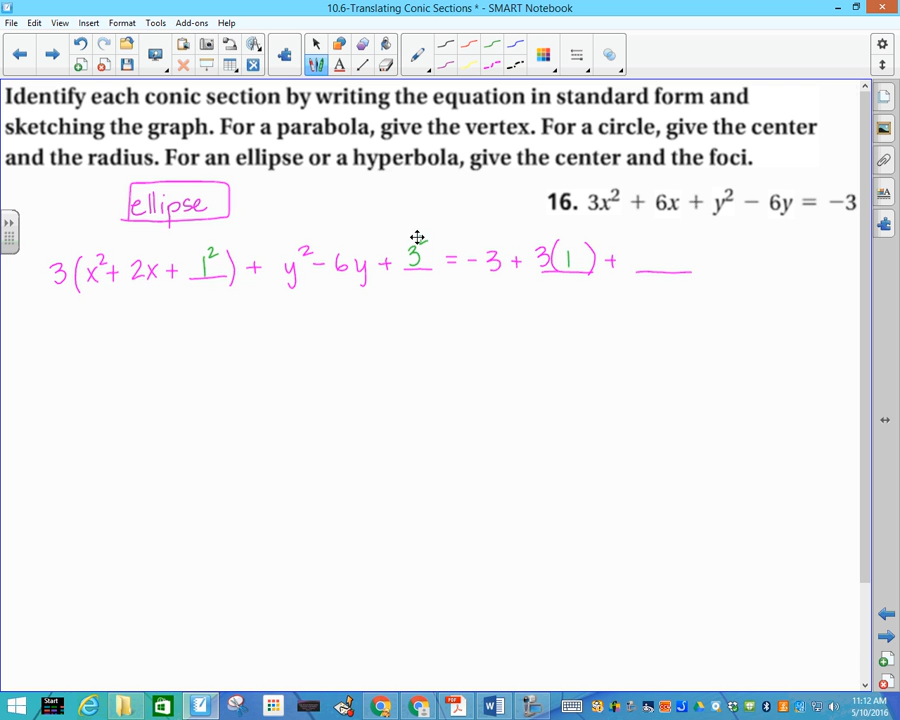 10.6-Translating Conic Sections * - SMART Notebook
File Edit View Insert Format Tools Add-ons Help
Identify each conic section by writing the equation in standard form and
sketching the graph. For a parabola, give the vertex. For a circle, give the center
and the radius. For an ellipse or a hyperbola, give the center and the foci.
ellipse
16. 3x² + 6x + y² − 6y = −3
3(x² + 2x + 1²) + y² − 6y + 3² = −3 + 3(1) + ___
Start
11:12 AM
5/10/2016